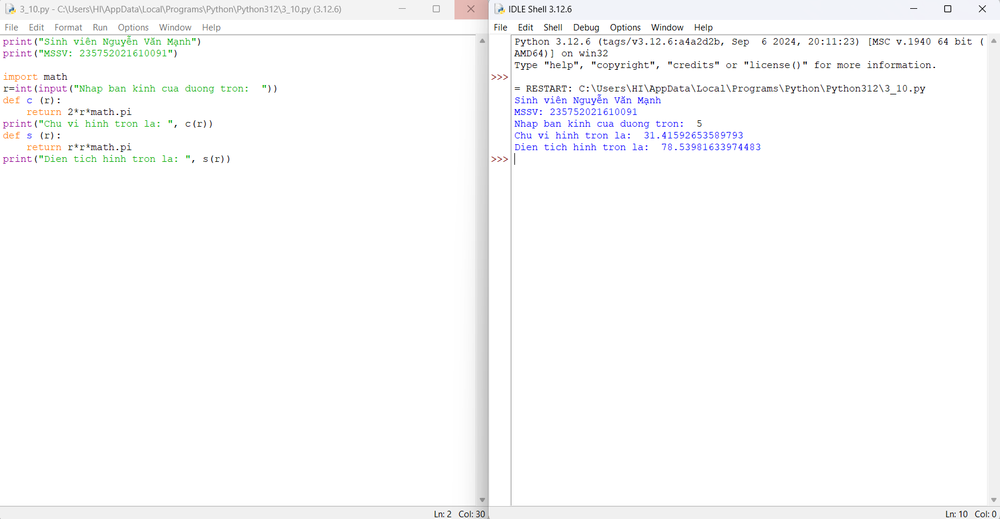 3_10.py - C:\Users\HI\AppData\Local\Programs\Python\Python312\3_10.py (3.12.6)
File Edit Format Run Options Window Help
print("Sinh viên Nguyễn Văn Mạnh")
print("MSSV: 235752021610091")
import math
r=int(input("Nhap ban kinh cua duong tron:  "))
def c (r):
    return 2*r*math.pi
print("Chu vi hinh tron la: ", c(r))
def s (r):
    return r*r*math.pi
print("Dien tich hinh tron la: ", s(r))
Ln: 2 Col: 30
IDLE Shell 3.12.6
File Edit Shell Debug Options Window Help
Python 3.12.6 (tags/v3.12.6:a4a2d2b, Sep  6 2024, 20:11:23) [MSC v.1940 64 bit (
AMD64)] on win32
Type "help", "copyright", "credits" or "license()" for more information.
>>>
= RESTART: C:\Users\HI\AppData\Local\Programs\Python\Python312\3_10.py
Sinh viên Nguyễn Văn Mạnh
MSSV: 235752021610091
Nhap ban kinh cua duong tron:  5
Chu vi hinh tron la:  31.41592653589793
Dien tich hinh tron la:  78.53981633974483
>>>
Ln: 10 Col: 0